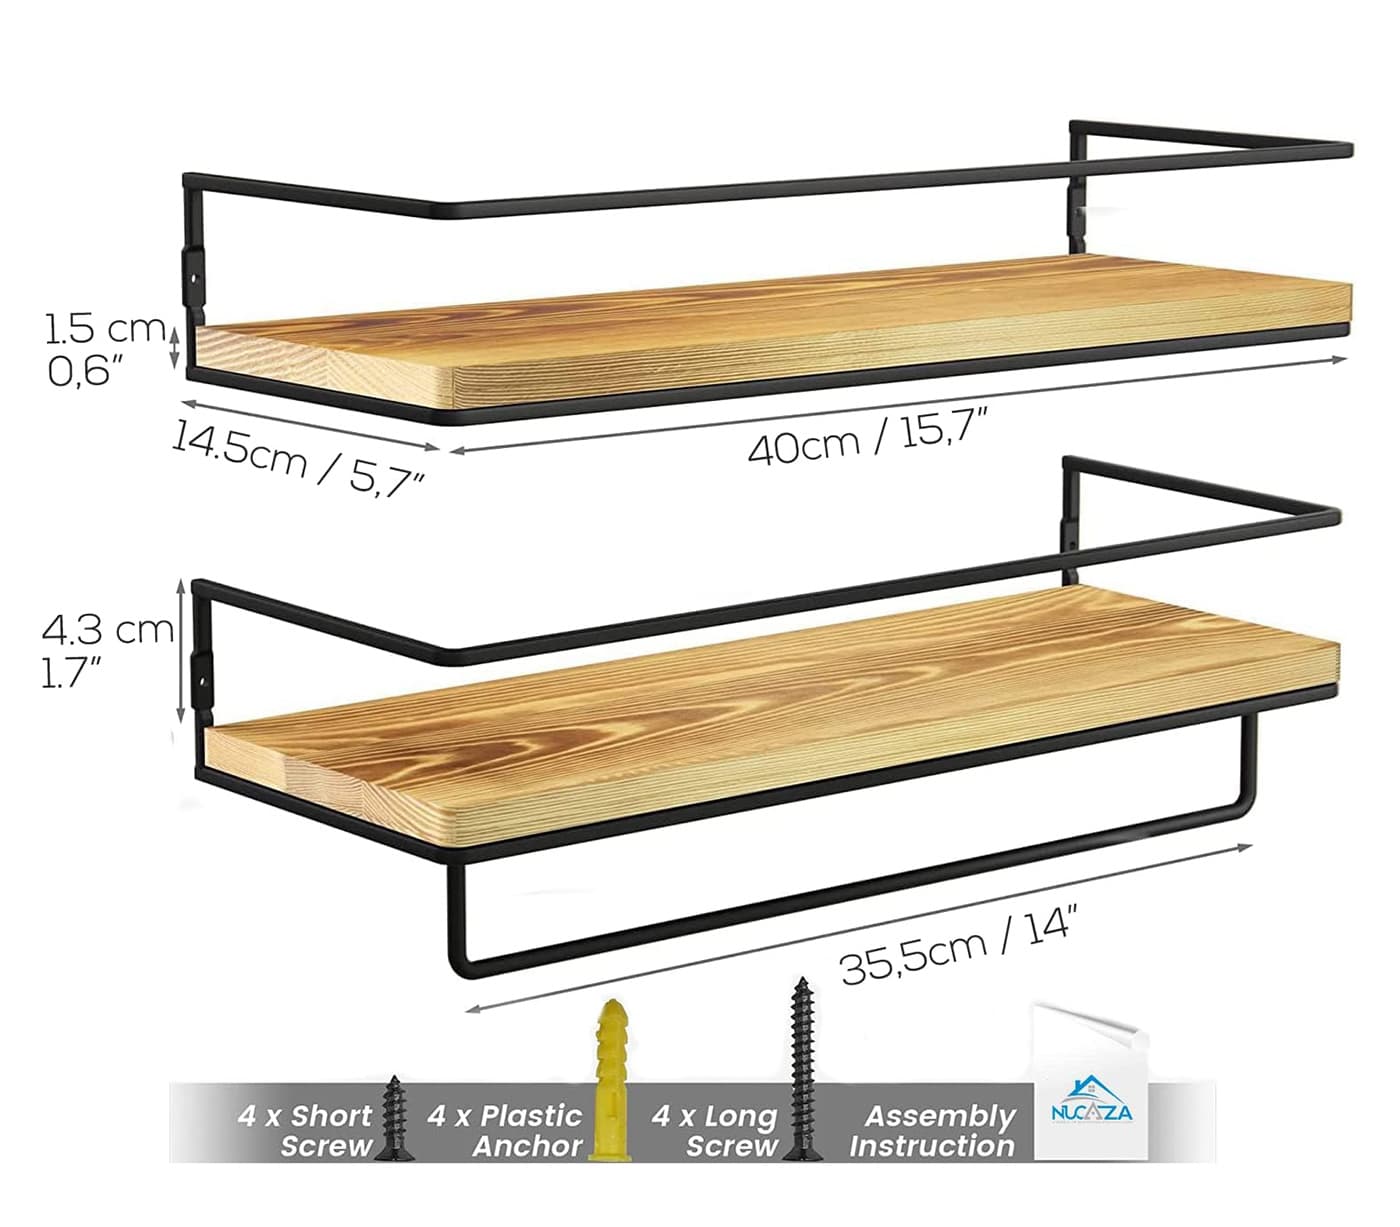 1.5 cm
0,6"
14.5cm / 5,7"
40cm / 15,7"
4.3 cm
1.7"
35,5cm / 14"
4 x Short
Screw
4 x Plastic
Anchor
4 x Long
Screw
Assembly
Instruction
NUCAZA